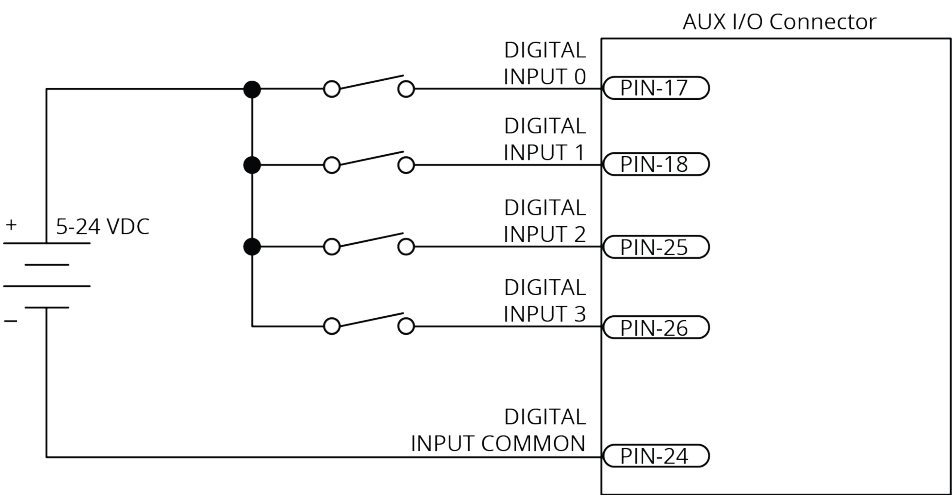 AUX I/O Connector
DIGITAL
INPUT 0
PIN-17
DIGITAL
INPUT 1
PIN-18
+
5-24 VDC
DIGITAL
INPUT 2
PIN-25
DIGITAL
INPUT 3
PIN-26
–
DIGITAL
INPUT COMMON
PIN-24